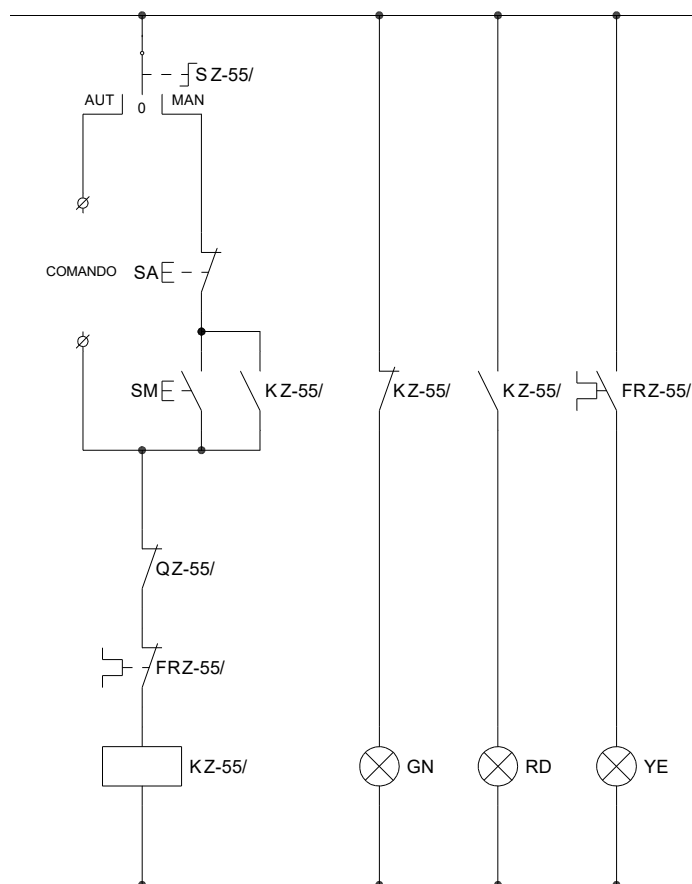 SZ-55/
AUT 0 MAN
COMANDO SA
SM KZ-55/ KZ-55/ KZ-55/ FRZ-55/
QZ-55/
FRZ-55/
KZ-55/ GN RD YE